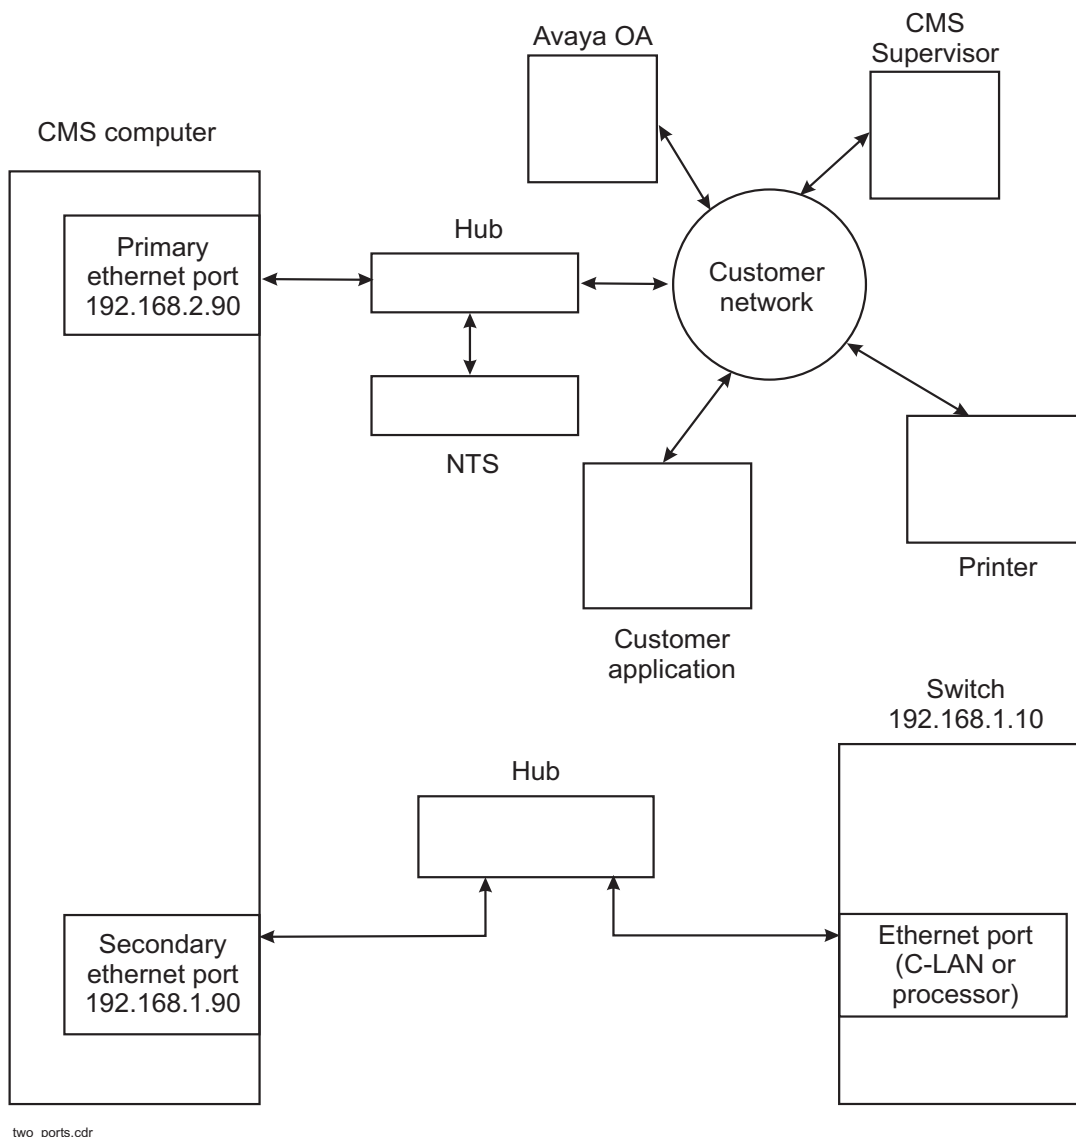 Avaya OA
CMS
Supervisor
CMS computer
Primary
ethernet port
192.168.2.90
Hub
Customer
network
NTS
Printer
Customer
application
Switch
192.168.1.10
Hub
Secondary
ethernet port
192.168.1.90
Ethernet port
(C-LAN or
processor)
two_ports.cdr